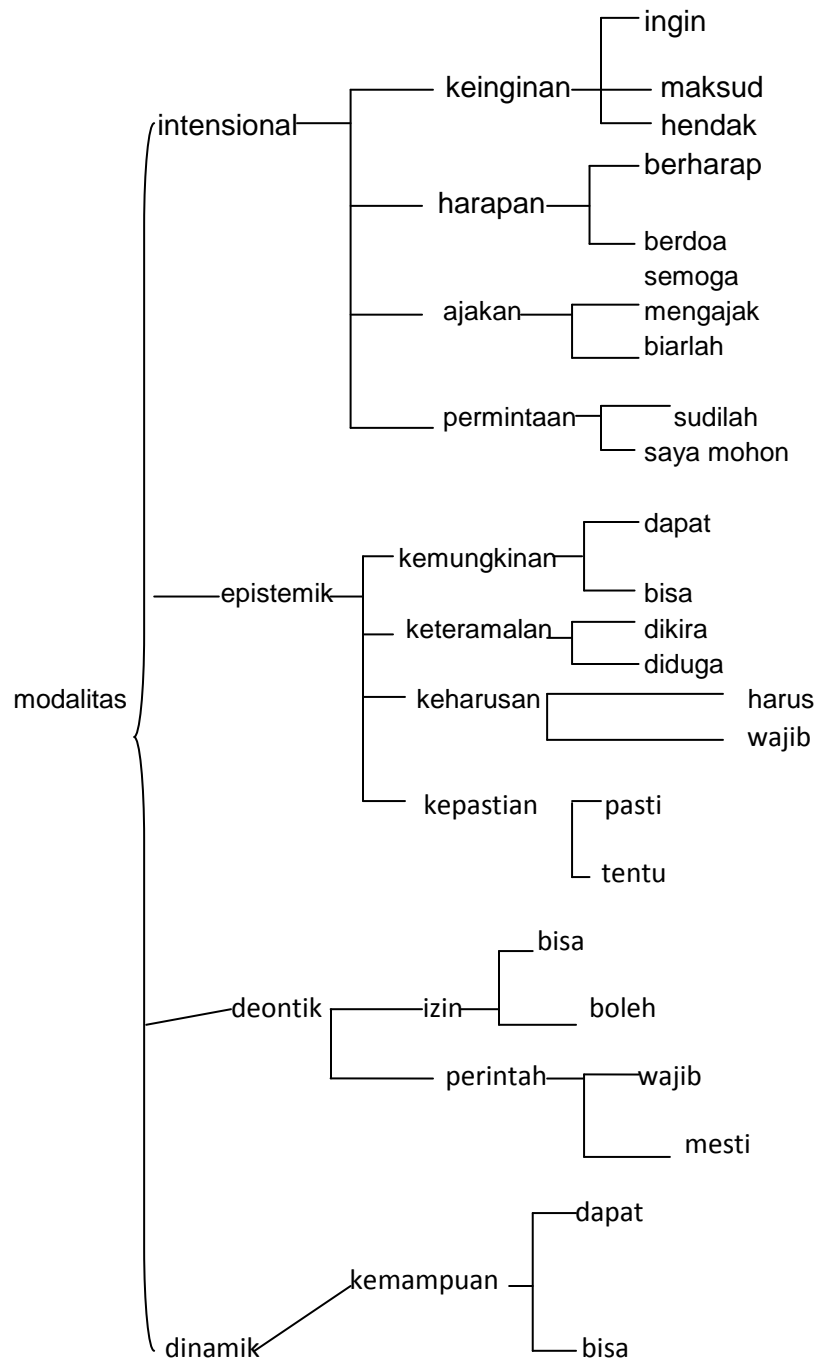 ingin
keinginan maksud
intensional hendak
berharap
harapan
berdoa
semoga
ajakan mengajak
biarlah
permintaan sudilah
saya mohon
dapat
kemungkinan
epistemik bisa
keteramalan dikira
diduga
modalitas keharusan harus
wajib
kepastian pasti
tentu
bisa
deontik izin boleh
perintah wajib
mesti
dapat
kemampuan
dinamik bisa